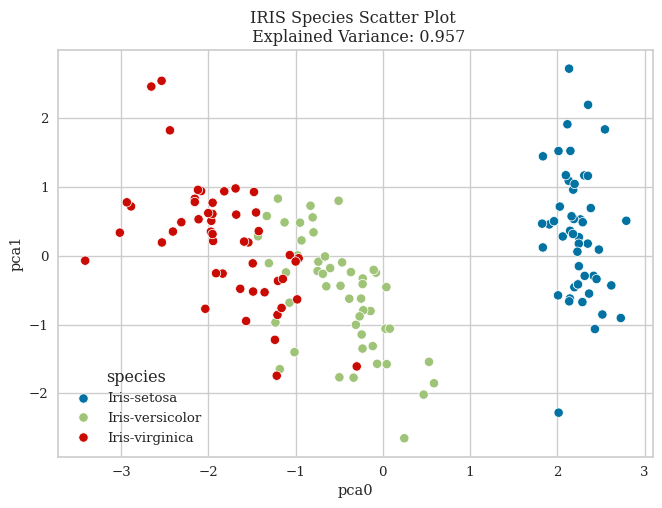 IRIS Species Scatter Plot
Explained Variance: 0.957
pca1
2
1
0
−1
−2
species
Iris-setosa
Iris-versicolor
Iris-virginica
−3
−2
−1
0
1
2
3
pca0